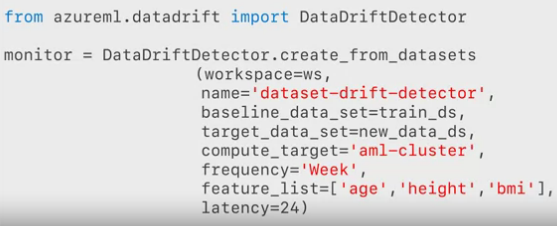 from azureml.datadrift import DataDriftDetector
monitor = DataDriftDetector.create_from_datasets
(workspace=ws,
name='dataset-drift-detector',
baseline_data_set=train_ds,
target_data_set=new_data_ds,
compute_target='aml-cluster',
frequency='Week',
feature_list=['age','height','bmi'],
latency=24)